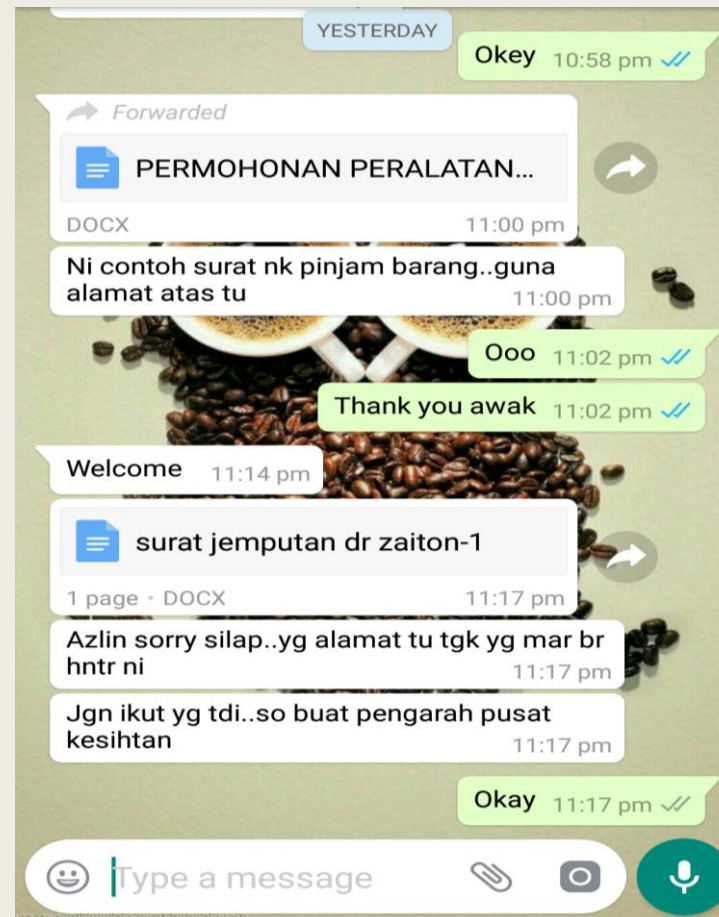 YESTERDAY
Okey 10:58 pm
Forwarded
PERMOHONAN PERALATAN...
DOCX 11:00 pm
Ni contoh surat nk pinjam barang..guna
alamat atas tu 11:00 pm
Ooo 11:02 pm
Thank you awak 11:02 pm
Welcome 11:14 pm
surat jemputan dr zaiton-1
1 page • DOCX 11:17 pm
Azlin sorry silap..yg alamat tu tgk yg mar br
hntr ni 11:17 pm
Jgn ikut yg tdi..so buat pengarah pusat
kesihtan 11:17 pm
Okay 11:17 pm
Type a message